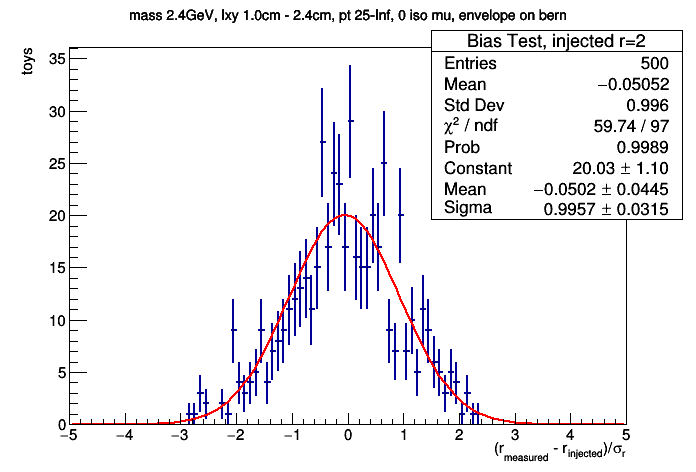 mass 2.4GeV, lxy 1.0cm - 2.4cm, pt 25-Inf, 0 iso mu, envelope on bern
Bias Test, injected r=2
Entries 500
Mean −0.05052
Std Dev 0.996
χ² / ndf 59.74 / 97
Prob 0.9989
Constant 20.03 ± 1.10
Mean −0.0502 ± 0.0445
Sigma 0.9957 ± 0.0315
toys
35
30
25
20
15
10
5
0
−5 −4 −3 −2 −1 0 1 2 3 4 5
(r_measured - r_injected)/σ_r